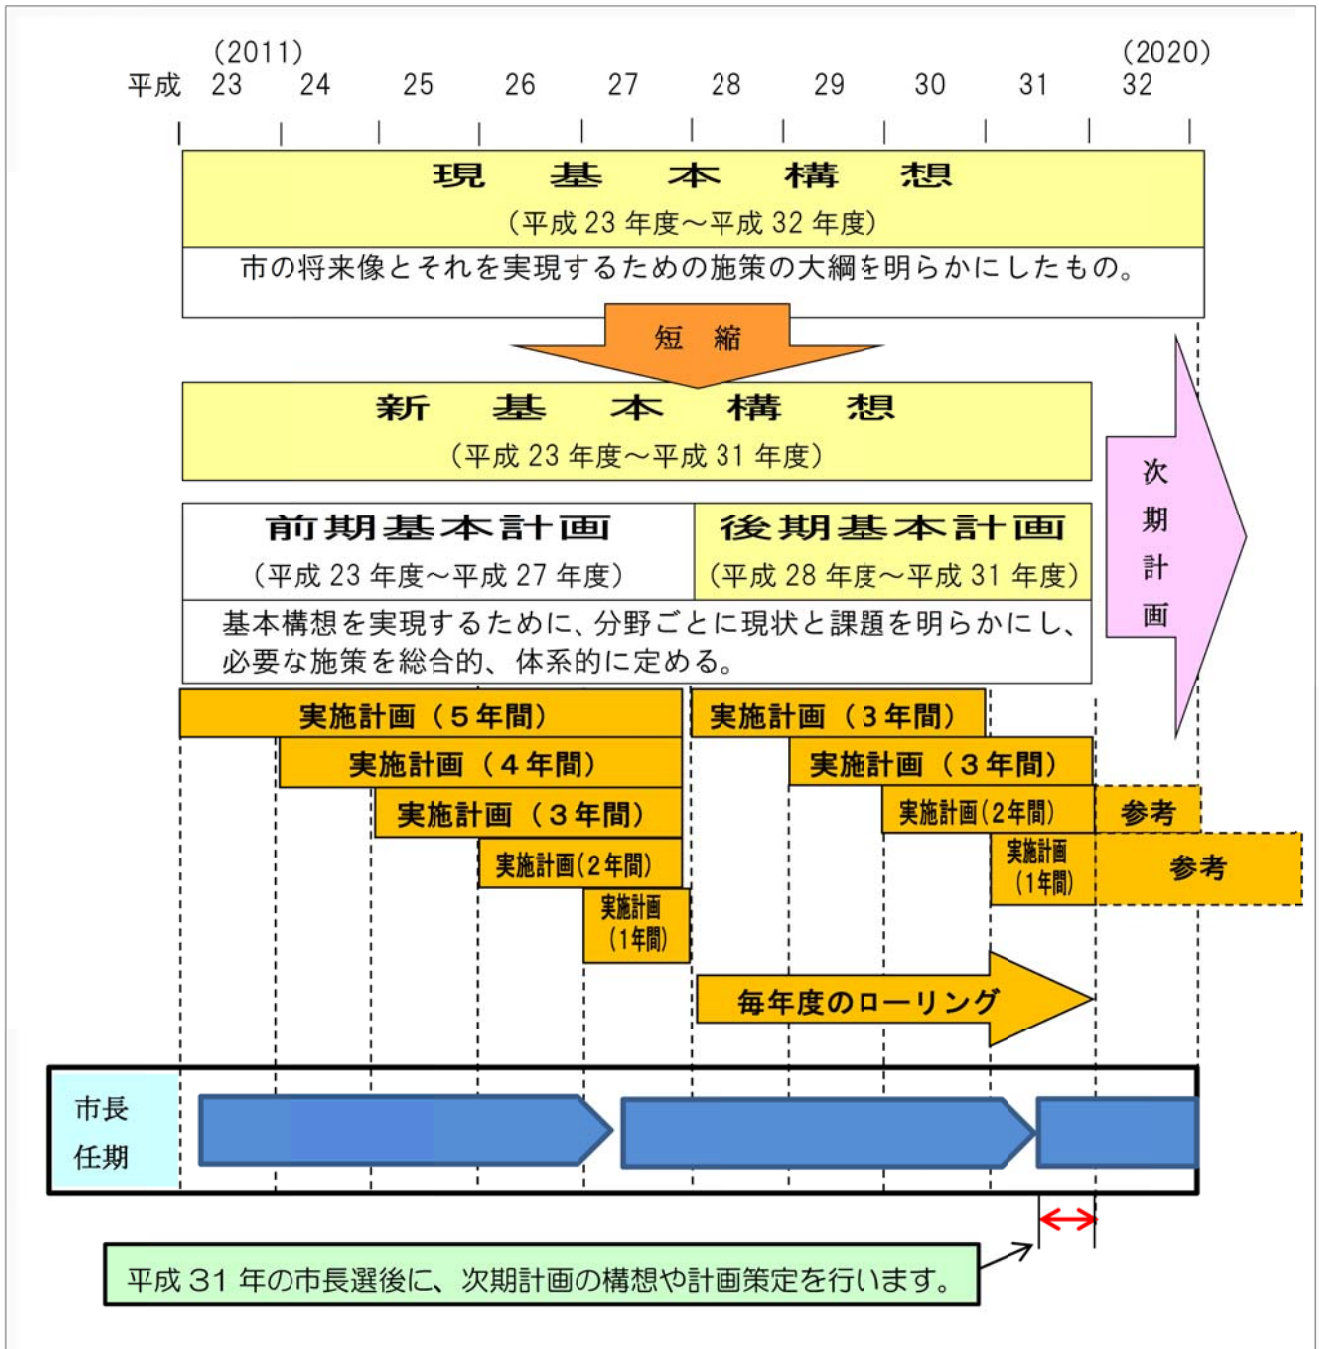 (2011) (2020)
平成 23 24 25 26 27 28 29 30 31 32
現基本構想
(平成 23 年度～平成 32 年度)
市の将来像とそれを実現するための施策の大綱を明らかにしたもの。
短縮
新基本構想
(平成 23 年度～平成 31 年度)
次期計画
前期基本計画
(平成 23 年度～平成 27 年度)
後期基本計画
(平成 28 年度～平成 31 年度)
基本構想を実現するために、分野ごとに現状と課題を明らかにし、
必要な施策を総合的、体系的に定める。
実施計画（５年間）
実施計画（３年間）
実施計画（４年間）
実施計画（３年間）
実施計画（３年間）
実施計画(２年間)
参考
実施計画(２年間)
実施計画
(１年間)
参考
実施計画
(１年間)
毎年度のローリング
市長
任期
平成 31 年の市長選後に、次期計画の構想や計画策定を行います。